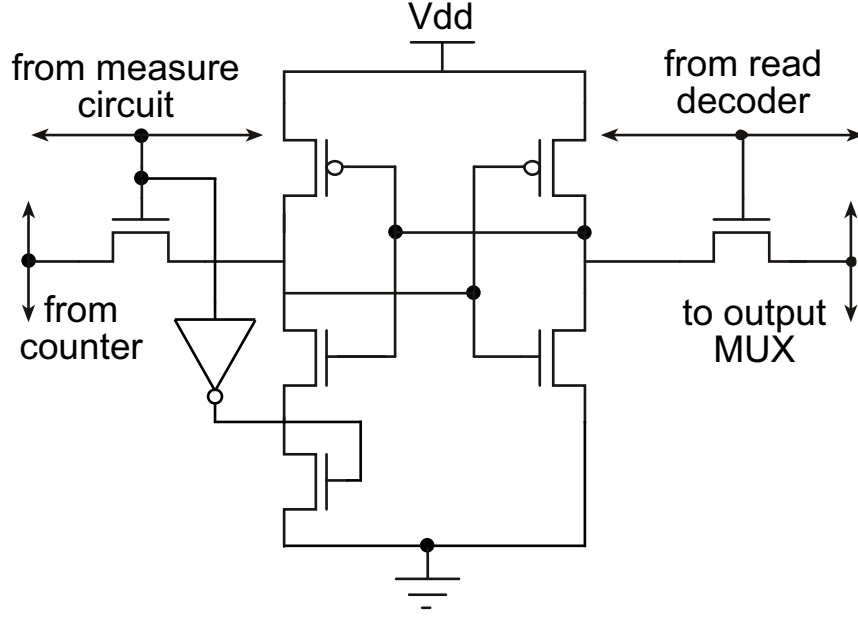 Vdd
from measure
circuit
from read
decoder
from
counter
to output
MUX